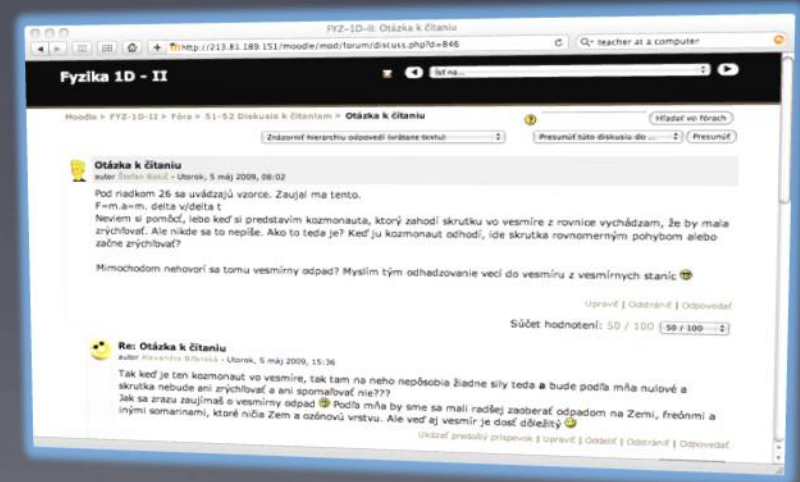 FYZ-1D-II: Otázka k čítaniu
http://213.81.189.151/moodle/mod/forum/discuss.php?d=846
teacher at a computer
Fyzika 1D - II
Ísť na...
Moodle ► FYZ-1D-II ► Fóra ► 51-52 Diskusia k čítaniam ► Otázka k čítaniu
Hľadať vo fórach
Znázorniť hierarchiu odpovedí (vrátane textu)
Presunúť túto diskusiu do ...
Presunúť
Otázka k čítaniu
autor Štefan - Utorok, 5 máj 2009, 08:02
Pod riadkom 26 sa uvádzajú vzorce. Zaujal ma tento.
F=m.a=m. delta v/delta t
Neviem si pomôcť, lebo keď si predstavím kozmonauta, ktorý zahodí skrutku vo vesmíre z rovnice vychádzam, že by mala
zrýchľovať. Ale nikde sa to nepíše. Ako to teda je? Keď ju kozmonaut odhodí, ide skrutka rovnomerným pohybom alebo
začne zrýchľovať?
Mimochodom nehovorí sa tomu vesmírny odpad? Myslím tým odhadzovanie vecí do vesmíru z vesmírnych staníc
Upraviť | Odstrániť | Odpovedať
Súčet hodnotení: 50 / 100 50 / 100
Re: Otázka k čítaniu
autor Alexandra - Utorok, 5 máj 2009, 15:36
Tak keď je ten kozmonaut vo vesmíre, tak tam na neho nepôsobia žiadne sily teda a bude podľa mňa nulové a
skrutka nebude ani zrýchľovať a ani spomaľovať nie???
Jak sa zrazu zaujímaš o vesmírny odpad Podľa mňa by sme sa mali radšej zaoberať odpadom na Zemi, freónmi a
inými somarinami, ktoré ničia Zem a ozónovú vrstvu. Ale veď aj vesmír je dosť dôležitý
Ukázať predošlý príspevok | Upraviť | Oddeliť | Odstrániť | Odpovedať